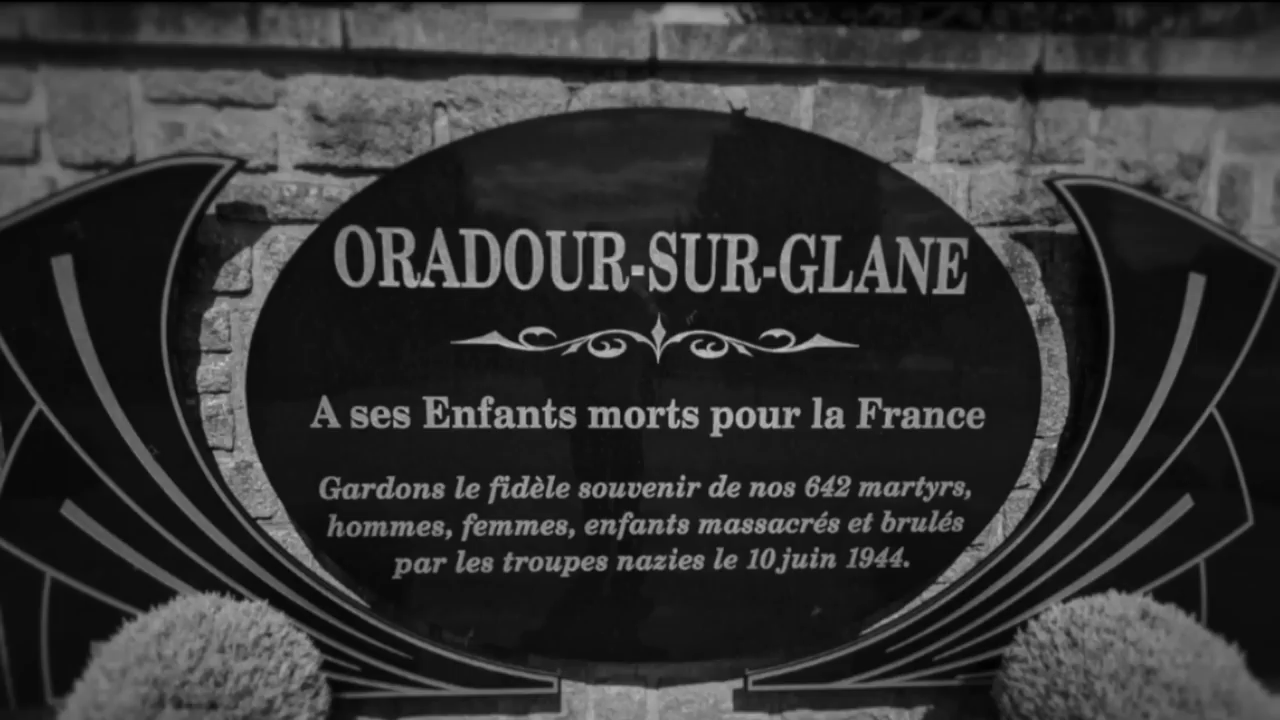 ORADOUR-SUR-GLANE
A ses Enfants morts pour la France
Gardons le fidèle souvenir de nos 642 martyrs,
hommes, femmes, enfants massacrés et brulés
par les troupes nazies le 10 juin 1944.